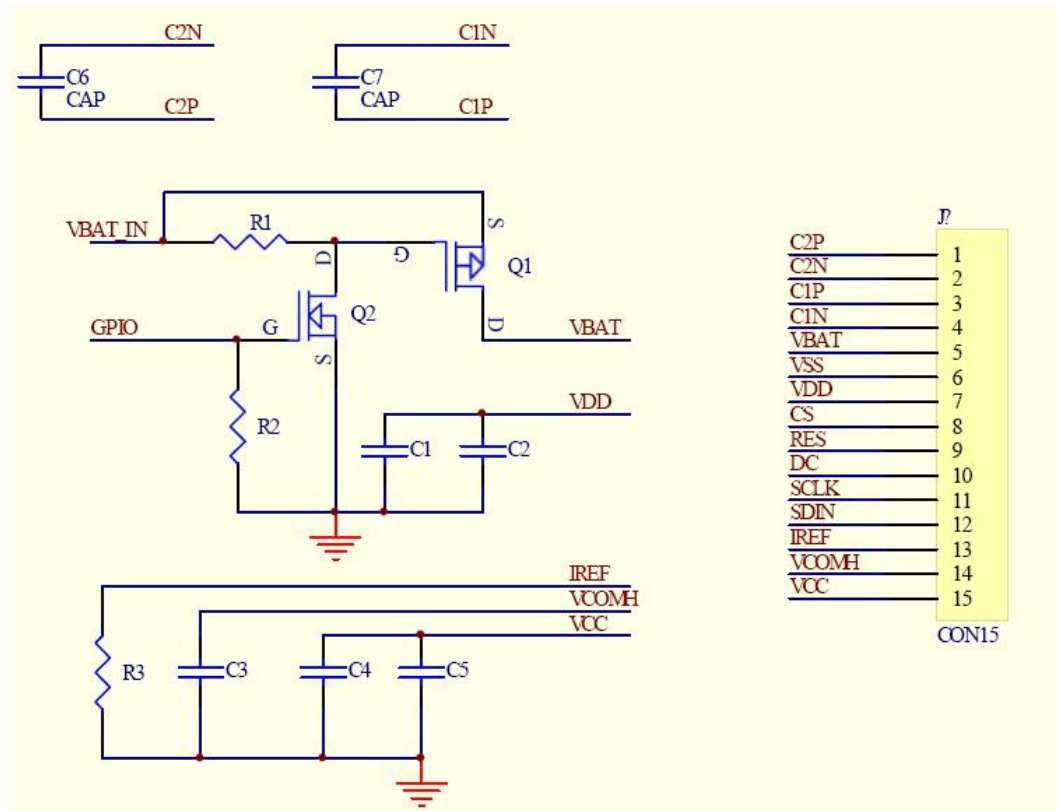 C2N
C6
CAP
C2P
C1N
C7
CAP
C1P
VBAT_IN
R1
S
D
G
Q1
D
VBAT
GPIO
G
Q2
S
R2
VDD
C1
C2
IREF
VCOMH
VCC
R3
C3
C4
C5
J?
C2P 1
C2N 2
C1P 3
C1N 4
VBAT 5
VSS 6
VDD 7
CS 8
RES 9
DC 10
SCLK 11
SDIN 12
IREF 13
VCOMH 14
VCC 15
CON15